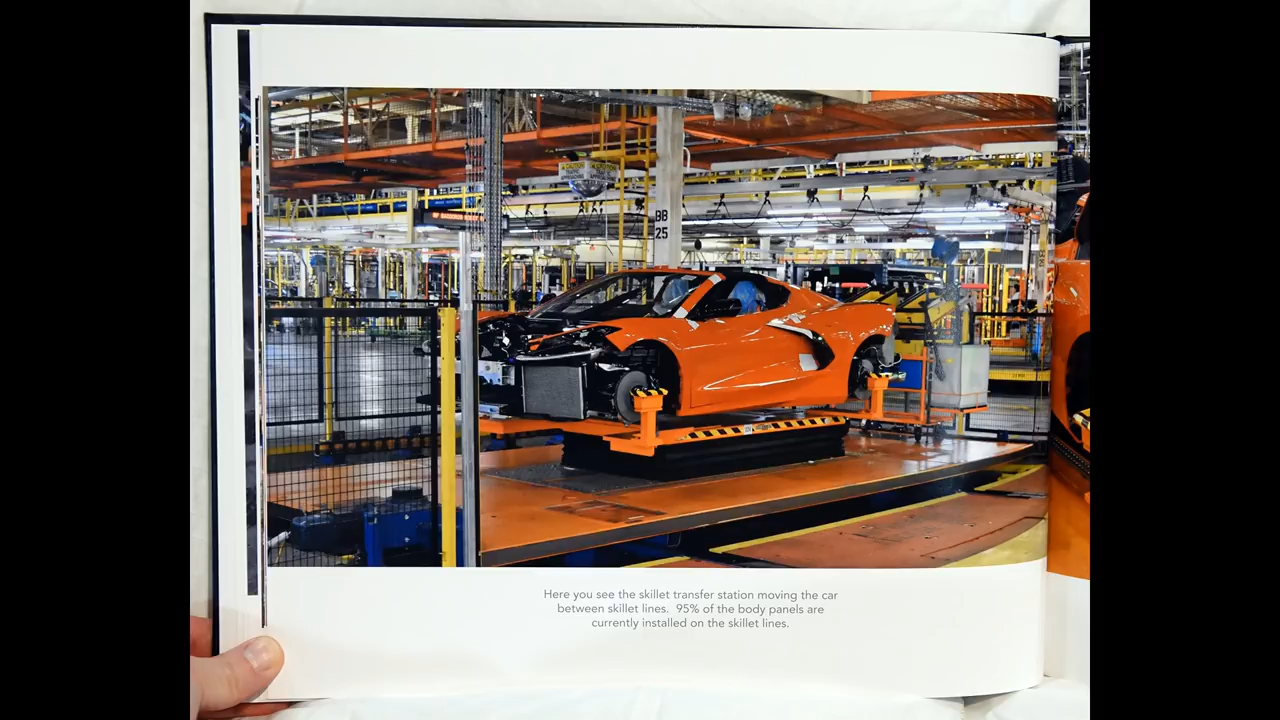 CAUTION
BB
25
Here you see the skillet transfer station moving the car
between skillet lines.  95% of the body panels are
currently installed on the skillet lines.